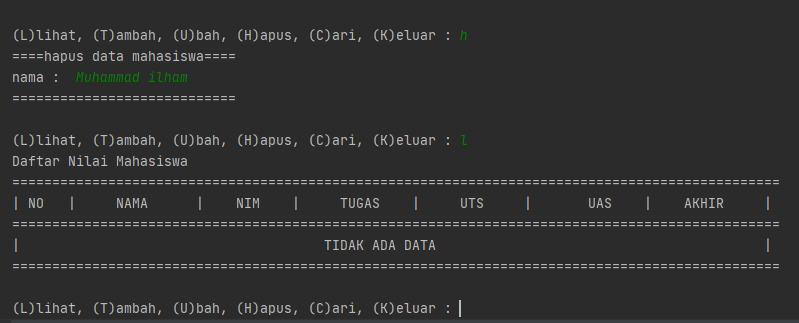 (L)lihat, (T)ambah, (U)bah, (H)apus, (C)ari, (K)eluar : h
====hapus data mahasiswa====
nama :  Muhammad ilham
============================
(L)lihat, (T)ambah, (U)bah, (H)apus, (C)ari, (K)eluar : l
Daftar Nilai Mahasiswa
================================================================================================
| NO   |     NAMA      |    NIM    |     TUGAS    |     UTS     |       UAS    |    AKHIR     |
================================================================================================
|                                      TIDAK ADA DATA                                         |
================================================================================================
(L)lihat, (T)ambah, (U)bah, (H)apus, (C)ari, (K)eluar :